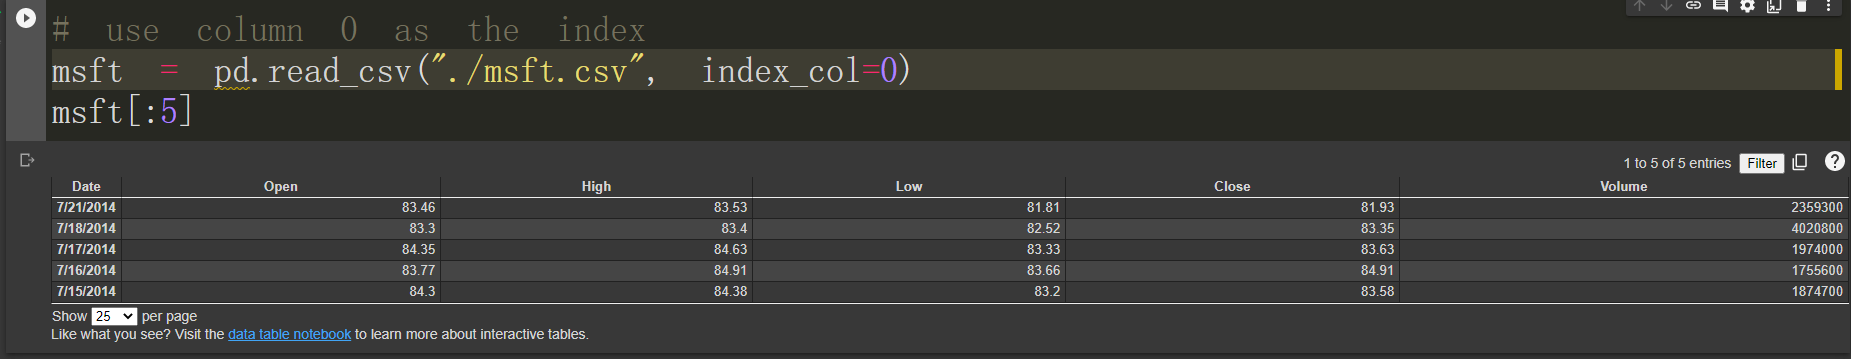 # use column 0 as the index
msft = pd.read_csv("./msft.csv", index_col=0)
msft[:5]
1 to 5 of 5 entries Filter ?
Date Open High Low Close Volume
7/21/2014 83.46 83.53 81.81 81.93 2359300
7/18/2014 83.3 83.4 82.52 83.35 4020800
7/17/2014 84.35 84.63 83.33 83.63 1974000
7/16/2014 83.77 84.91 83.66 84.91 1755600
7/15/2014 84.3 84.38 83.2 83.58 1874700
Show 25 per page
Like what you see? Visit the data table notebook to learn more about interactive tables.